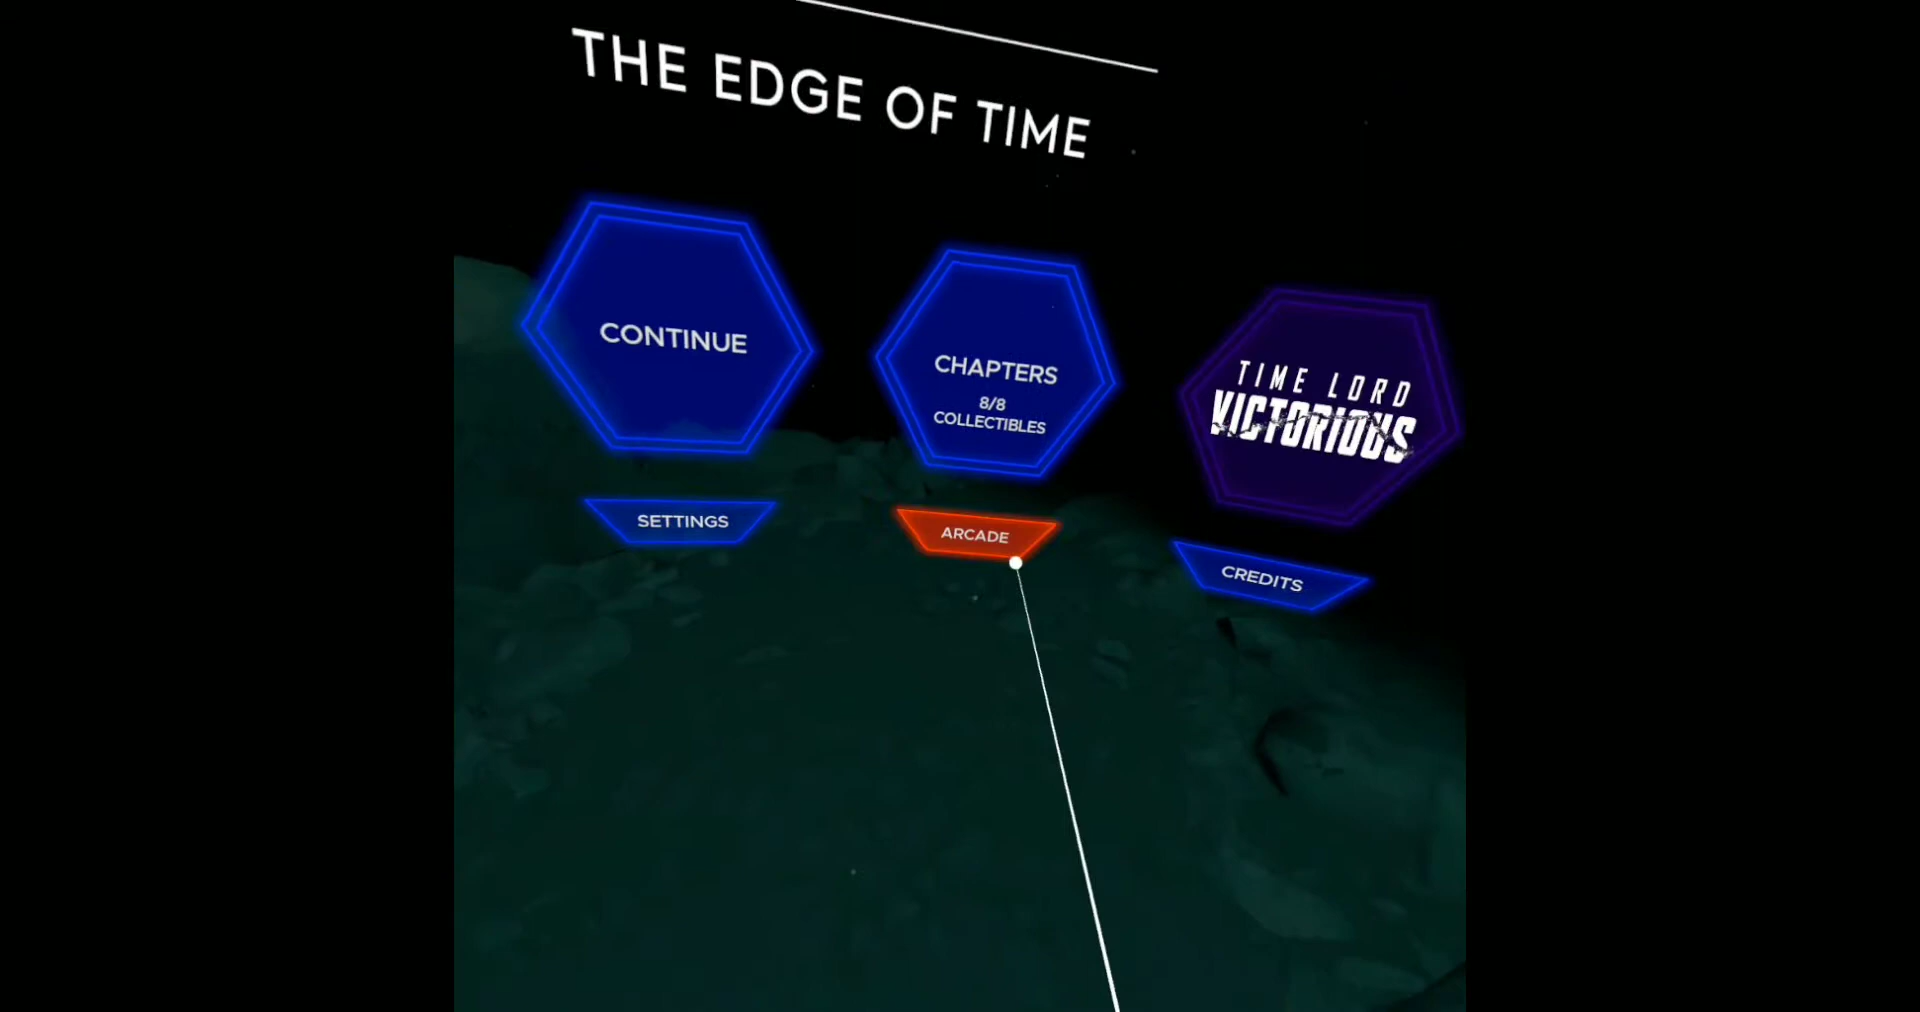 THE EDGE OF TIME
CONTINUE
CHAPTERS
8/8
COLLECTIBLES
TIME LORD
VICTORIOUS
SETTINGS
ARCADE
CREDITS